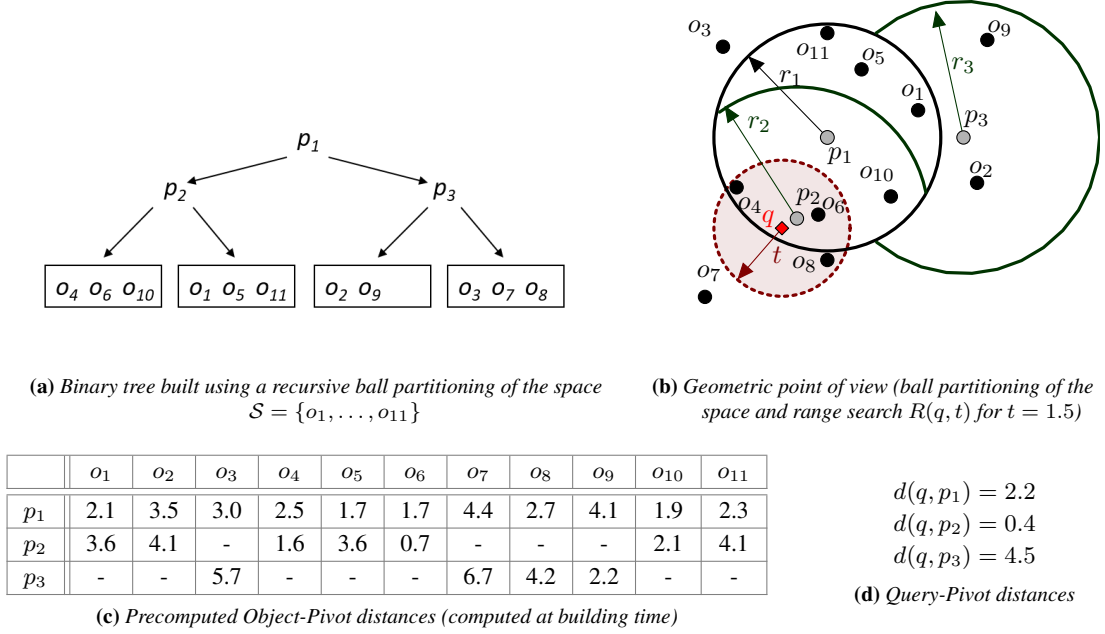 p₁
p₂ p₃
o₄ o₆ o₁₀ o₁ o₅ o₁₁ o₂ o₉ o₃ o₇ o₈
(a) Binary tree built using a recursive ball partitioning of the space
𝒮 = {o₁, . . . , o₁₁}
o₃
o₁₁
o₉
o₅
r₁
r₃
o₁
r₂
p₁
p₃
o₁₀
o₂
o₄
p₂
o₆
q
t
o₈
o₇
(b) Geometric point of view (ball partitioning of the
space and range search R(q, t) for t = 1.5)
o₁ o₂ o₃ o₄ o₅ o₆ o₇ o₈ o₉ o₁₀ o₁₁
p₁ 2.1 3.5 3.0 2.5 1.7 1.7 4.4 2.7 4.1 1.9 2.3
p₂ 3.6 4.1 - 1.6 3.6 0.7 - - - 2.1 4.1
p₃ - - 5.7 - - - 6.7 4.2 2.2 - -
(c) Precomputed Object-Pivot distances (computed at building time)
d(q, p₁) = 2.2
d(q, p₂) = 0.4
d(q, p₃) = 4.5
(d) Query-Pivot distances